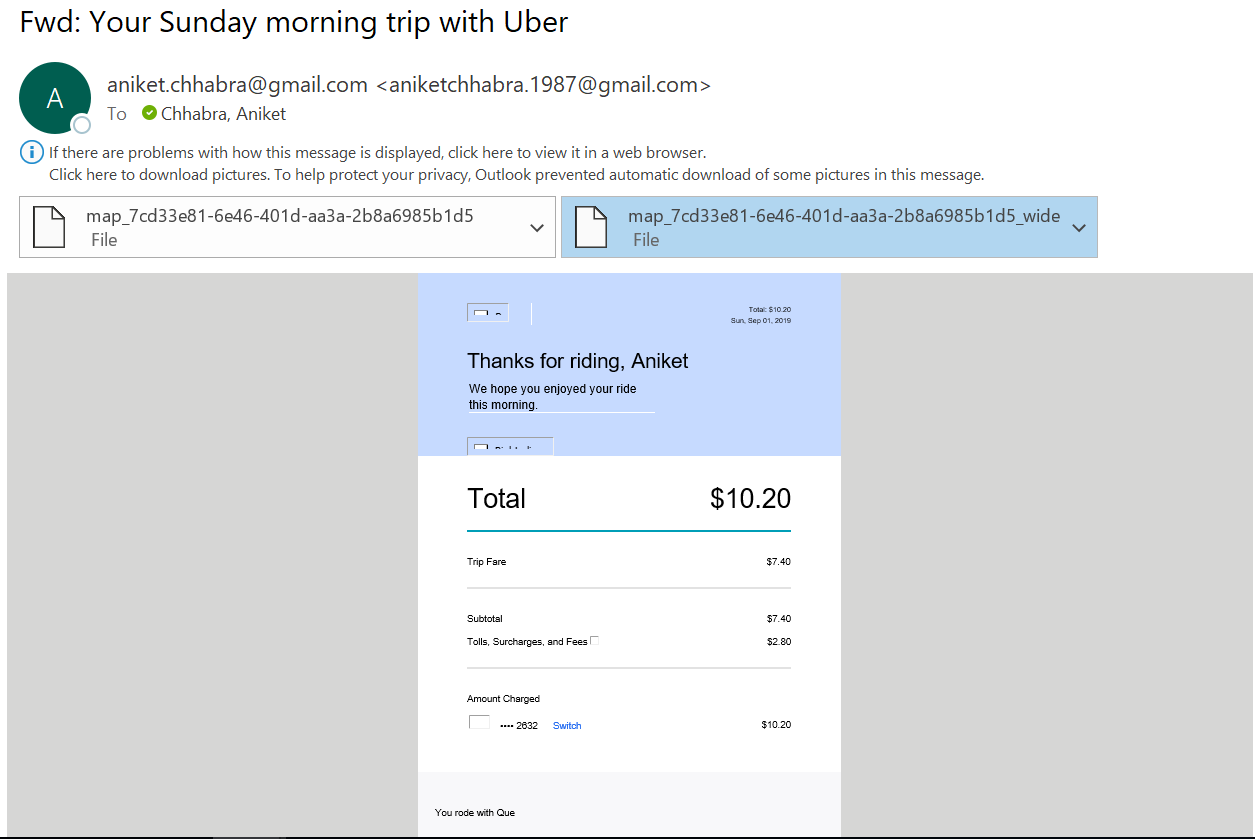 Fwd: Your Sunday morning trip with Uber
A
aniket.chhabra@gmail.com <aniketchhabra.1987@gmail.com>
To Chhabra, Aniket
If there are problems with how this message is displayed, click here to view it in a web browser.
Click here to download pictures. To help protect your privacy, Outlook prevented automatic download of some pictures in this message.
map_7cd33e81-6e46-401d-aa3a-2b8a6985b1d5
File
map_7cd33e81-6e46-401d-aa3a-2b8a6985b1d5_wide
File
Total: $10.20
Sun, Sep 01, 2019
Thanks for riding, Aniket
We hope you enjoyed your ride
this morning.
Total $10.20
Trip Fare $7.40
Subtotal $7.40
Tolls, Surcharges, and Fees $2.80
Amount Charged
•••• 2632 Switch $10.20
You rode with Que